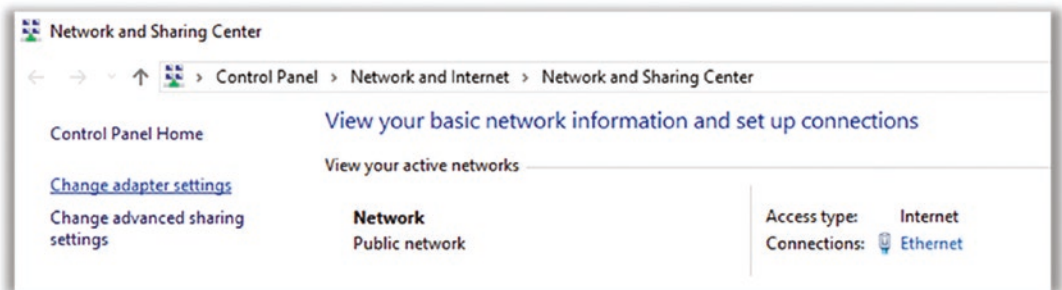 Network and Sharing Center
Control Panel > Network and Internet > Network and Sharing Center
Control Panel Home
Change adapter settings
Change advanced sharing
settings
View your basic network information and set up connections
View your active networks
Network
Public network
Access type: Internet
Connections: Ethernet